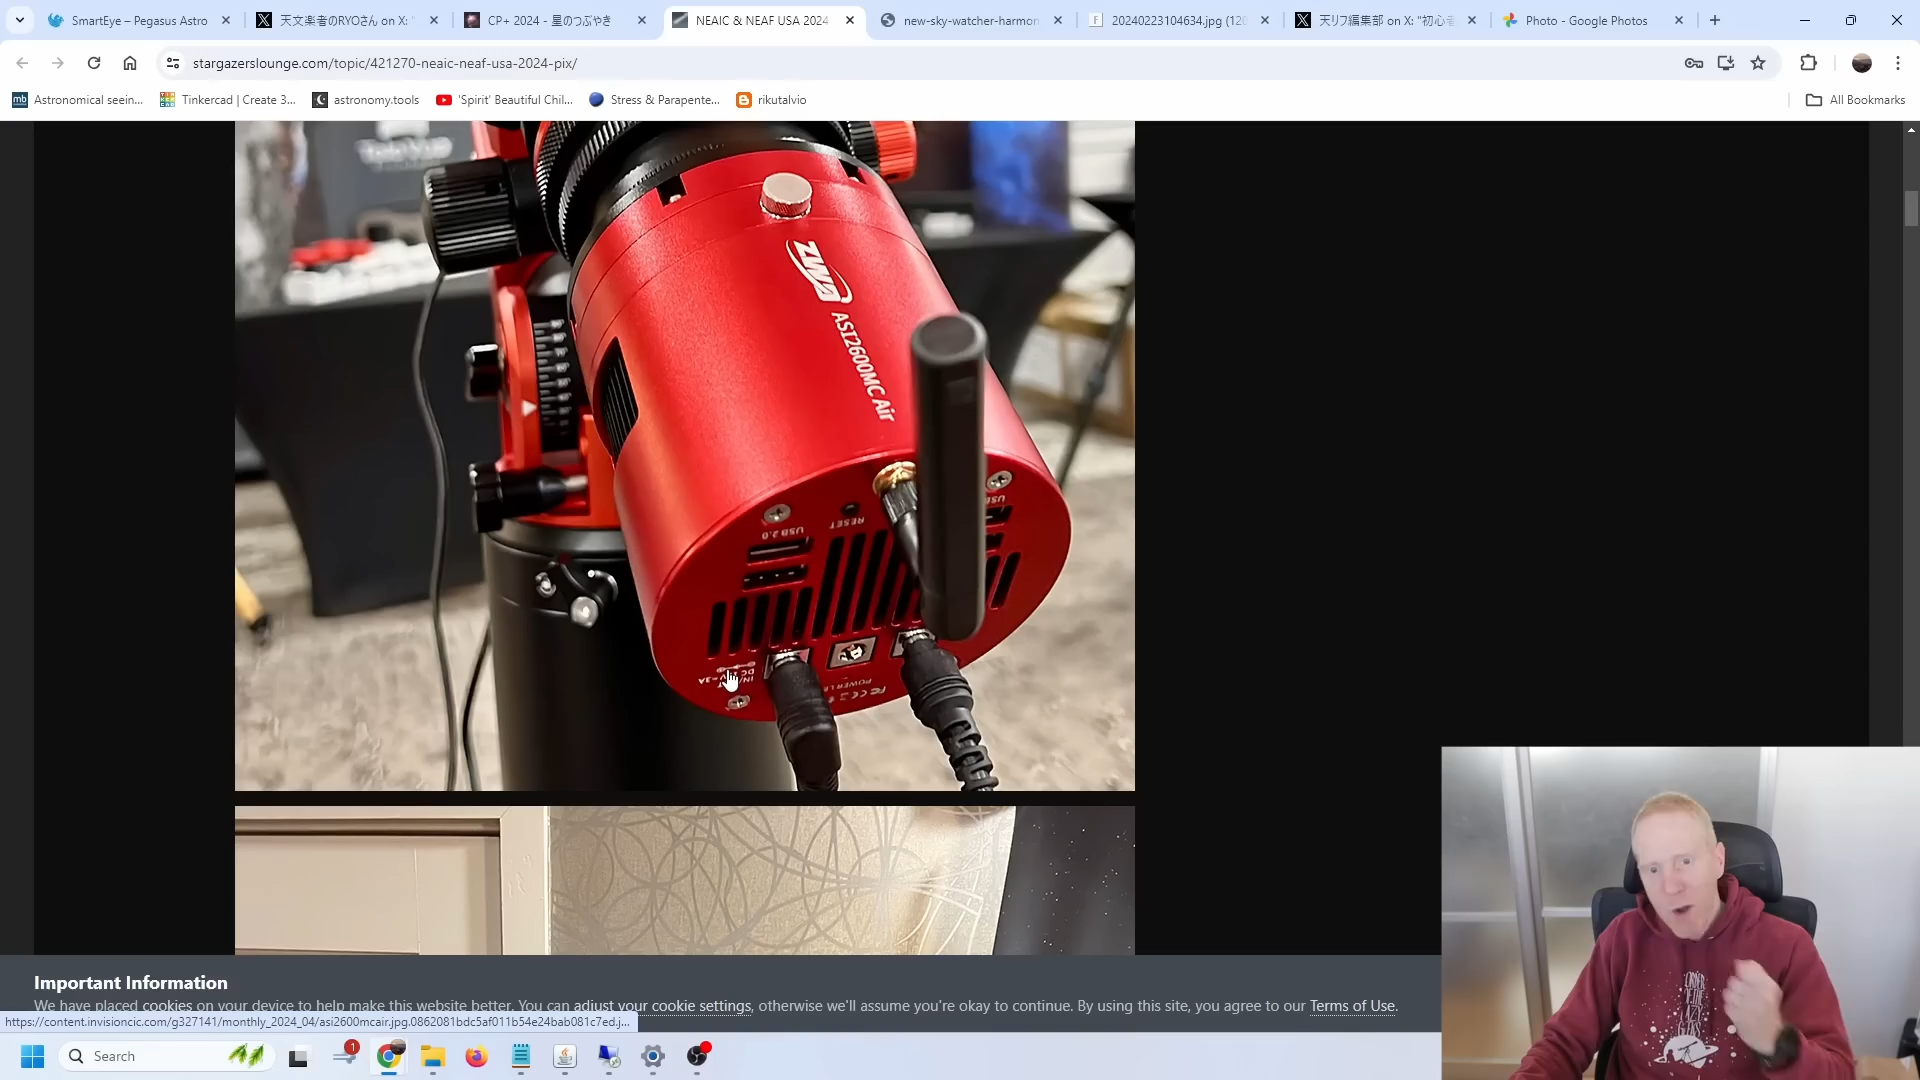 SmartEye – Pegasus Astro
天文楽者のRYOさん on X: "
CP+ 2024 - 星のつぶやき
NEAIC & NEAF USA 2024
new-sky-watcher-harmon
20240223104634.jpg (120
天リフ編集部 on X: "初心者
Photo - Google Photos
stargazerslounge.com/topic/421270-neaic-neaf-usa-2024-pix/
mb
Astronomical seein...
Tinkercad | Create 3...
astronomy.tools
'Spirit' Beautiful Chil...
Stress & Parapente...
rikutalvio
All Bookmarks
ZWO
ASI2600MC Air
RESET
USB 2.0
Important Information
We have placed cookies on your device to help make this website better. You can adjust your cookie settings, otherwise we'll assume you're okay to continue. By using this site, you agree to our Terms of Use.
https://content.invisioncic.com/g327141/monthly_2024_04/asi2600mcair.jpg.0862081bdc5af011b54e24bab081c7ed.j...
Search
1